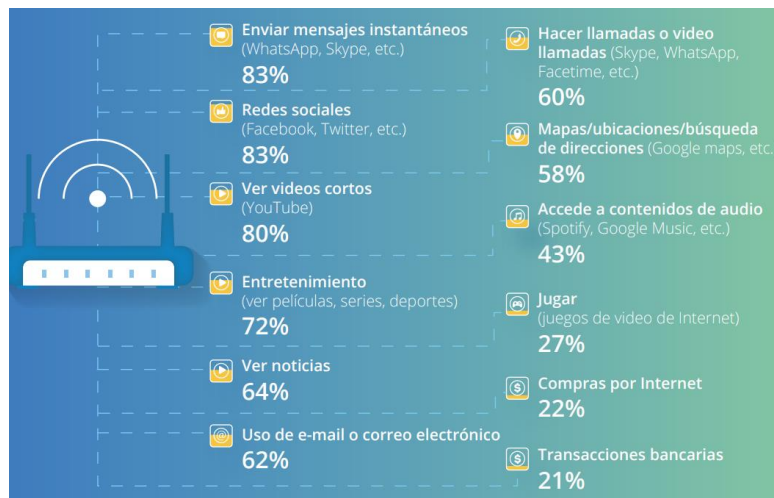 Enviar mensajes instantáneos
(WhatsApp, Skype, etc.)
83%
Redes sociales
(Facebook, Twitter, etc.)
83%
Ver videos cortos
(YouTube)
80%
Entretenimiento
(ver películas, series, deportes)
72%
Ver noticias
64%
Uso de e-mail o correo electrónico
62%
Hacer llamadas o video
llamadas (Skype, WhatsApp,
Facetime, etc.)
60%
Mapas/ubicaciones/búsqueda
de direcciones (Google maps, etc.
58%
Accede a contenidos de audio
(Spotify, Google Music, etc.)
43%
Jugar
(juegos de video de Internet)
27%
Compras por Internet
22%
Transacciones bancarias
21%